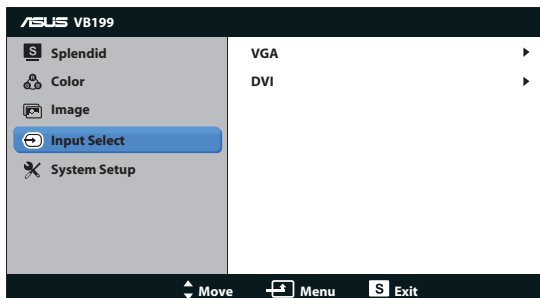 ASUS VB199
S Splendid
Color
Image
Input Select
System Setup
VGA
DVI
Move Menu S Exit